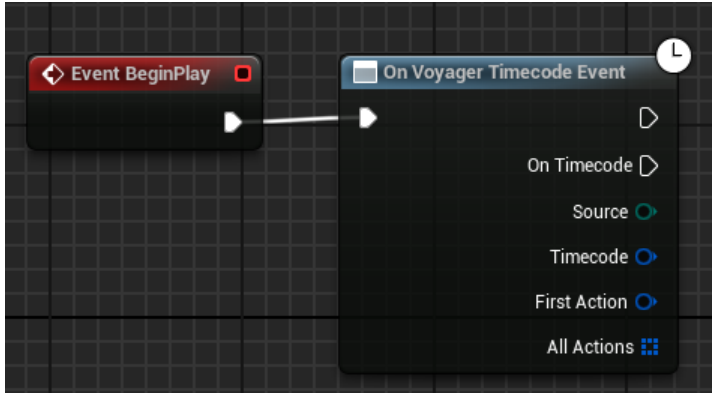 Event BeginPlay
On Voyager Timecode Event
On Timecode
Source
Timecode
First Action
All Actions